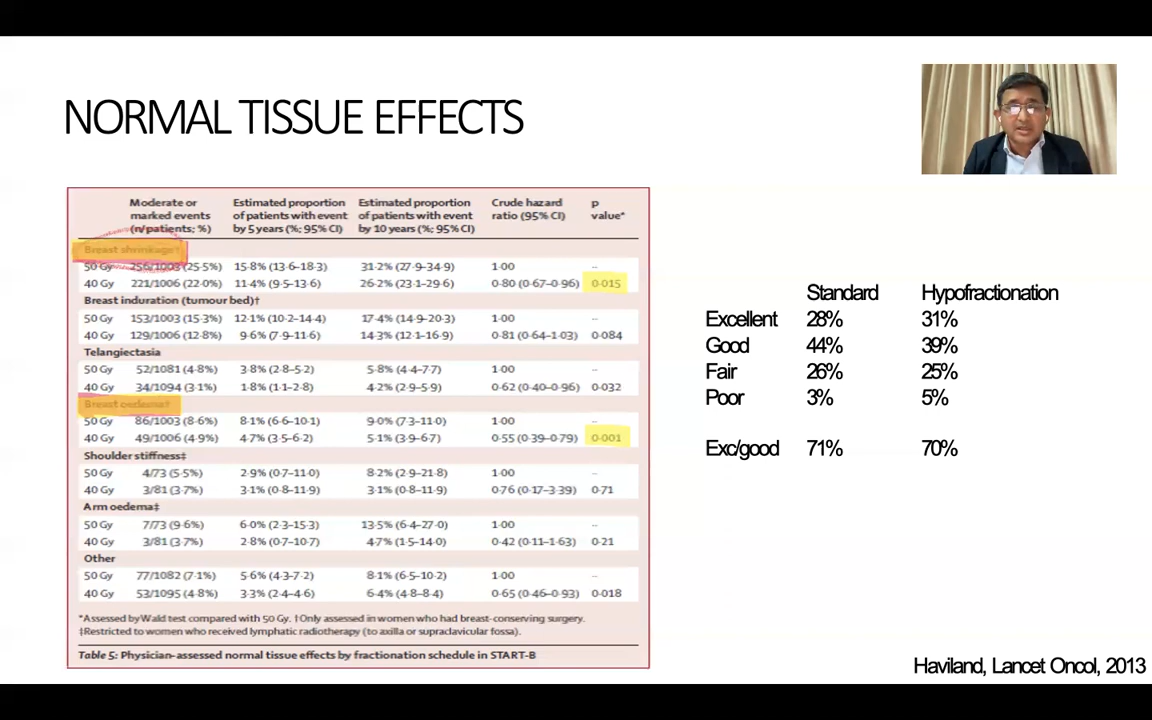 NORMAL TISSUE EFFECTS
Moderate or marked events (n/patients; %) Estimated proportion of patients with event by 5 years (%; 95% CI) Estimated proportion of patients with event by 10 years (%; 95% CI) Crude hazard ratio (95% CI) p value*
Breast shrinkage†
50 Gy 256/1003 (25·5%) 15·8% (13·6–18·3) 31·2% (27·9–34·9) 1·00 ··
40 Gy 221/1006 (22·0%) 11·4% (9·5–13·6) 26·2% (23·1–29·6) 0·80 (0·67–0·96) 0·015
Breast induration (tumour bed)†
50 Gy 153/1003 (15·3%) 12·1% (10·2–14·4) 17·4% (14·9–20·3) 1·00 ··
40 Gy 129/1006 (12·8%) 9·6% (7·9–11·6) 14·3% (12·1–16·9) 0·81 (0·64–1·03) 0·084
Telangiectasia
50 Gy 52/1081 (4·8%) 3·8% (2·8–5·2) 5·8% (4·4–7·7) 1·00 ··
40 Gy 34/1094 (3·1%) 1·8% (1·1–2·8) 4·2% (2·9–5·9) 0·62 (0·40–0·96) 0·032
Breast oedema†
50 Gy 86/1003 (8·6%) 8·1% (6·6–10·1) 9·0% (7·3–11·0) 1·00 ··
40 Gy 49/1006 (4·9%) 4·7% (3·5–6·2) 5·1% (3·9–6·7) 0·55 (0·39–0·79) 0·001
Shoulder stiffness‡
50 Gy 4/73 (5·5%) 2·9% (0·7–11·0) 8·2% (2·9–21·8) 1·00 ··
40 Gy 3/81 (3·7%) 3·1% (0·8–11·9) 3·1% (0·8–11·9) 0·76 (0·17–3·39) 0·71
Arm oedema‡
50 Gy 7/73 (9·6%) 6·0% (2·3–15·3) 13·5% (6·4–27·0) 1·00 ··
40 Gy 3/81 (3·7%) 2·8% (0·7–10·7) 4·7% (1·5–14·0) 0·42 (0·11–1·63) 0·21
Other
50 Gy 77/1082 (7·1%) 5·6% (4·3–7·2) 8·1% (6·5–10·2) 1·00 ··
40 Gy 53/1095 (4·8%) 3·3% (2·4–4·6) 6·4% (4·8–8·4) 0·65 (0·46–0·93) 0·018
*Assessed by Wald test compared with 50 Gy. †Only assessed in women who had breast-conserving surgery.
‡Restricted to women who received lymphatic radiotherapy (to axilla or supraclavicular fossa).
Table 5: Physician-assessed normal tissue effects by fractionation schedule in START-B
Standard Hypofractionation
Excellent 28% 31%
Good 44% 39%
Fair 26% 25%
Poor 3% 5%
Exc/good 71% 70%
Haviland, Lancet Oncol, 2013